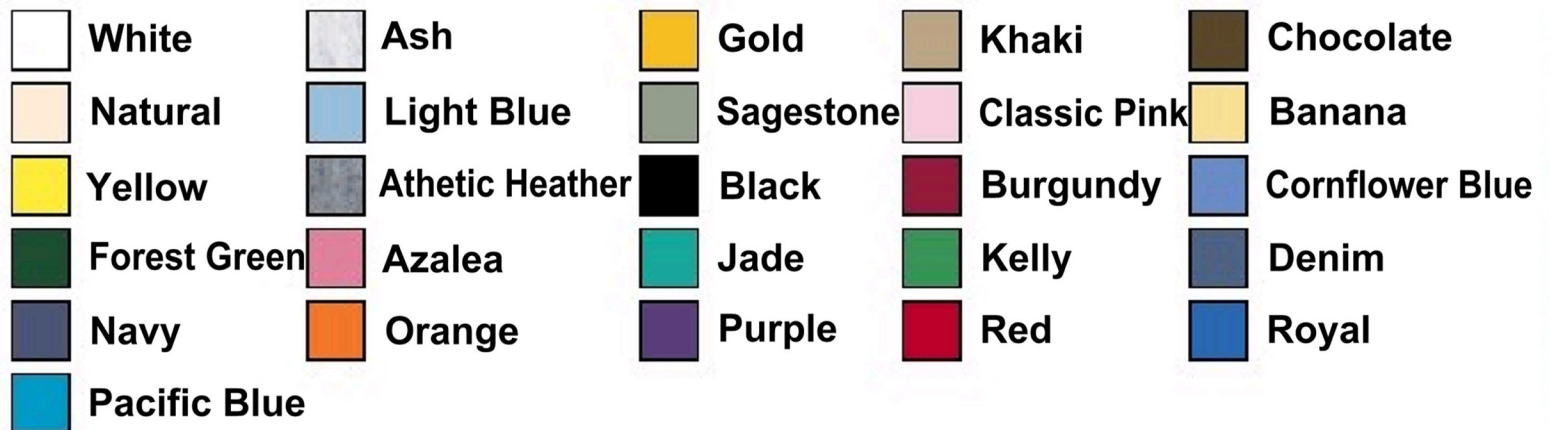 White Ash Gold Khaki Chocolate
Natural Light Blue Sagestone Classic Pink Banana
Yellow Athetic Heather Black Burgundy Cornflower Blue
Forest Green Azalea Jade Kelly Denim
Navy Orange Purple Red Royal
Pacific Blue